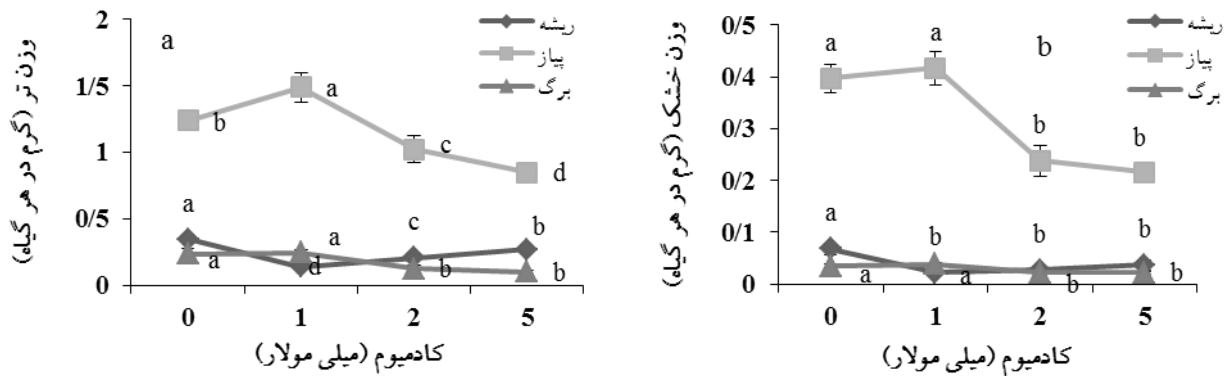 a
ریشه
پیاز
برگ
وزن تر (گرم در هر گیاه)
2
1/5
1
0/5
0
b
a
c
d
a
d
c
b
a
a
b
b
0
1
2
5
کادمیوم (میلی مولار)
b
ریشه
پیاز
برگ
وزن خشک (گرم در هر گیاه)
0/5
0/4
0/3
0/2
0/1
0
a
a
b
b
a
b
b
b
a
a
b
b
0
1
2
5
کادمیوم (میلی مولار)